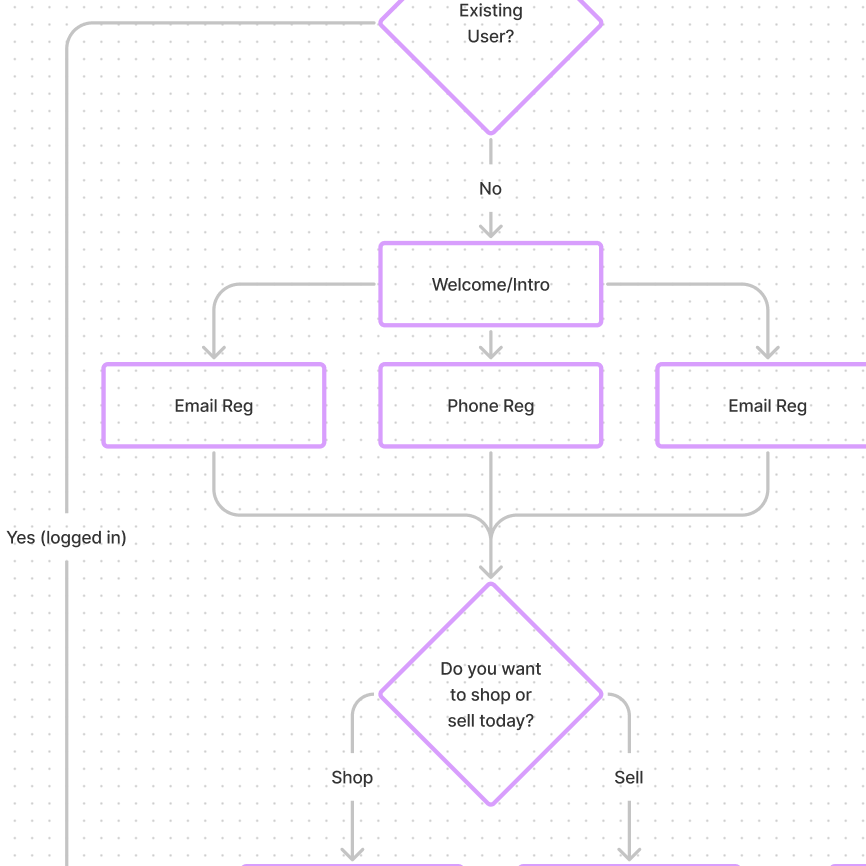 Existing
User?
No
Welcome/Intro
Email Reg
Phone Reg
Email Reg
Yes (logged in)
Do you want
to shop or
sell today?
Shop
Sell